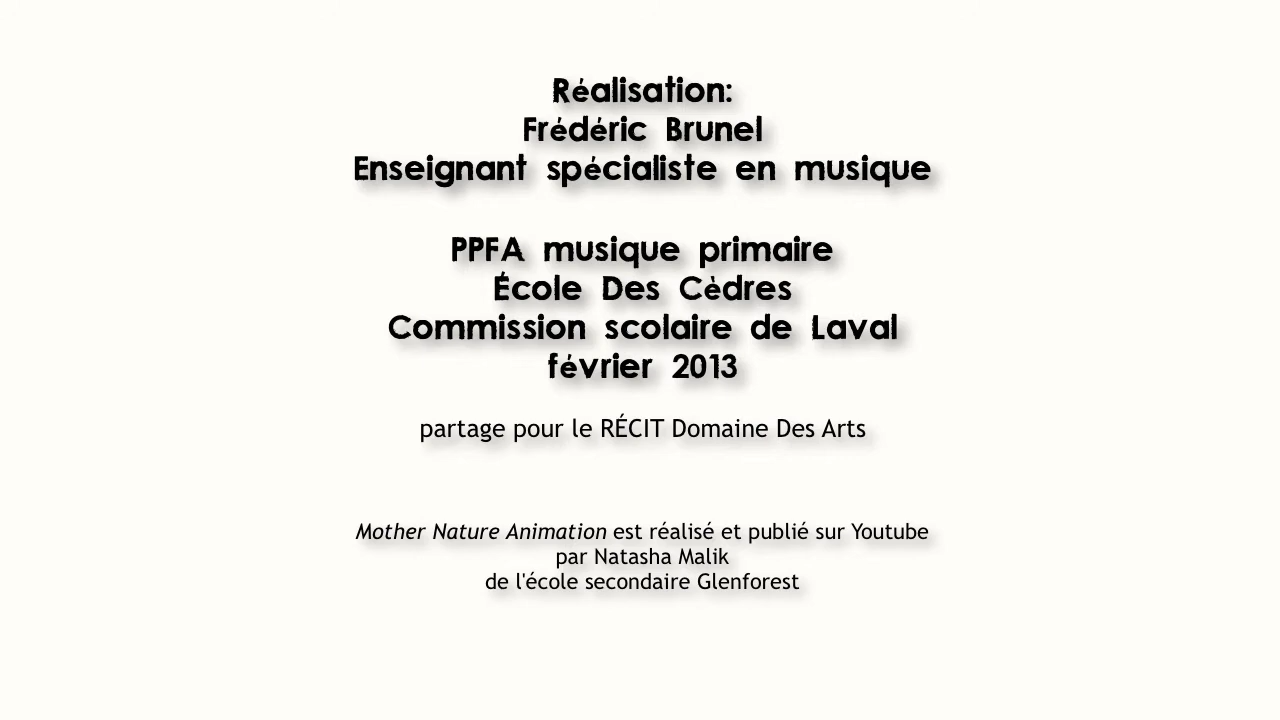 Réalisation:
Frédéric Brunel
Enseignant spécialiste en musique
PPFA musique primaire
École Des Cèdres
Commission scolaire de Laval
février 2013
partage pour le RÉCIT Domaine Des Arts
Mother Nature Animation est réalisé et publié sur Youtube
par Natasha Malik
de l'école secondaire Glenforest